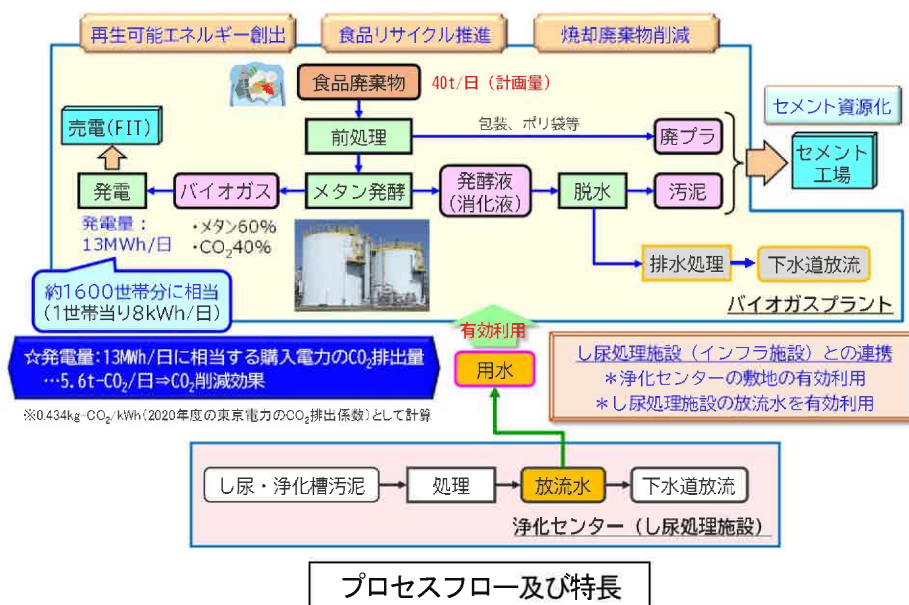 再生可能エネルギー創出
食品リサイクル推進
焼却廃棄物削減
食品廃棄物
40t/日（計画量）
セメント資源化
売電(FIT)
前処理
包装、ポリ袋等
廃プラ
セメント
工場
発電
バイオガス
メタン発酵
発酵液
(消化液)
脱水
汚泥
発電量：
13MWh/日
・メタン60%
・CO₂40%
排水処理
下水道放流
約1600世帯分に相当
(1世帯当り8kWh/日)
バイオガスプラント
有効利用
☆発電量:13MWh/日に相当する購入電力のCO₂排出量
…5.6t-CO₂/日⇒CO₂削減効果
用水
し尿処理施設（インフラ施設）との連携
＊浄化センターの敷地の有効利用
＊し尿処理施設の放流水を有効利用
※0.434kg-CO₂/kWh(2020年度の東京電力のCO₂排出係数)として計算
し尿・浄化槽汚泥
処理
放流水
下水道放流
浄化センター（し尿処理施設）
プロセスフロー及び特長